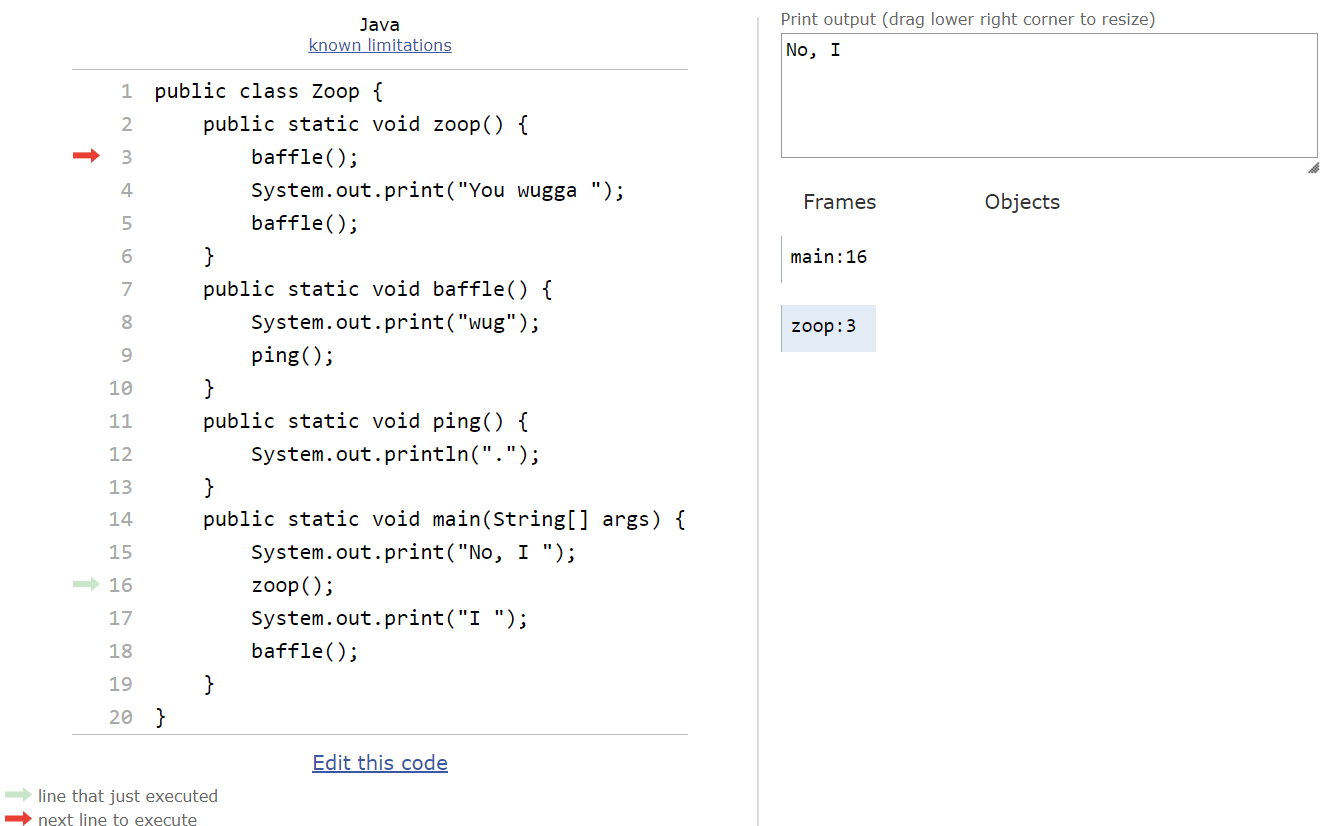 Java
known limitations
1 public class Zoop {
2     public static void zoop() {
3         baffle();
4         System.out.print("You wugga ");
5         baffle();
6     }
7     public static void baffle() {
8         System.out.print("wug");
9         ping();
10     }
11     public static void ping() {
12         System.out.println(".");
13     }
14     public static void main(String[] args) {
15         System.out.print("No, I ");
16         zoop();
17         System.out.print("I ");
18         baffle();
19     }
20 }
Edit this code
line that just executed
next line to execute
Print output (drag lower right corner to resize)
No, I
Frames Objects
main:16
zoop:3